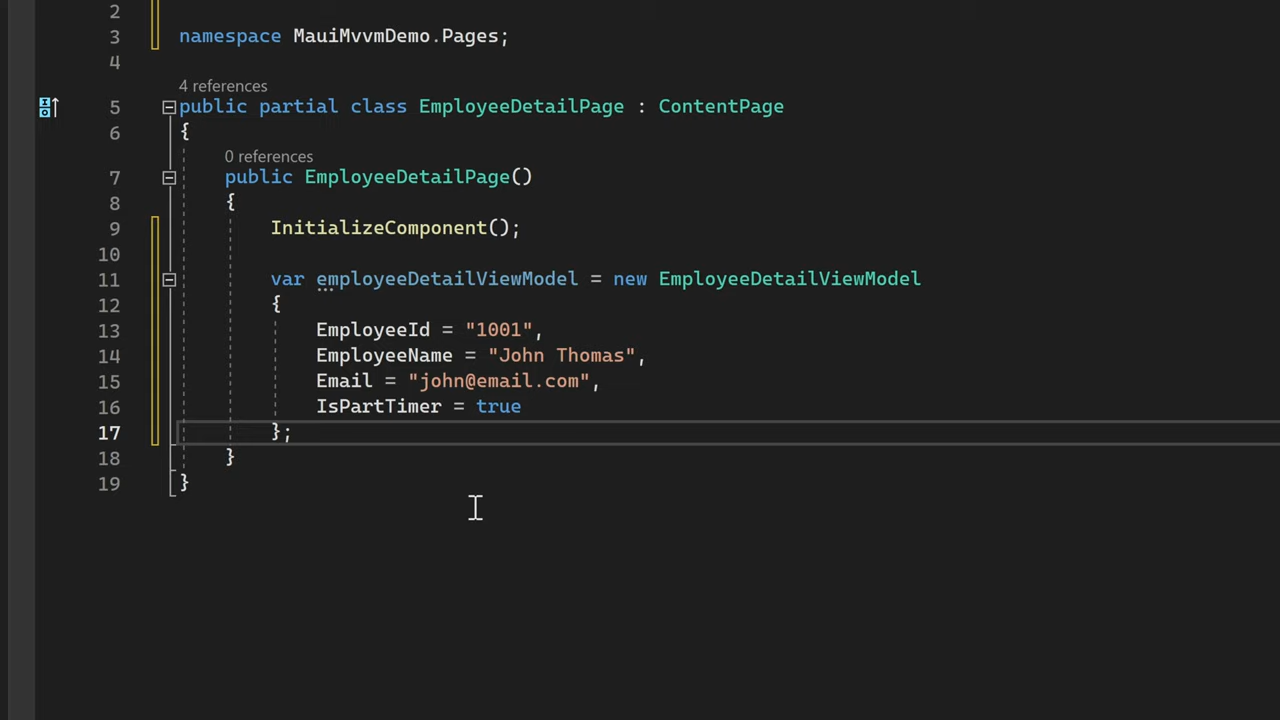 2
3 namespace MauiMvvmDemo.Pages;
4
4 references
5 public partial class EmployeeDetailPage : ContentPage
6 {
0 references
7 public EmployeeDetailPage()
8 {
9 InitializeComponent();
10
11 var employeeDetailViewModel = new EmployeeDetailViewModel
12 {
13 EmployeeId = "1001",
14 EmployeeName = "John Thomas",
15 Email = "john@email.com",
16 IsPartTimer = true
17 };
18 }
19 }